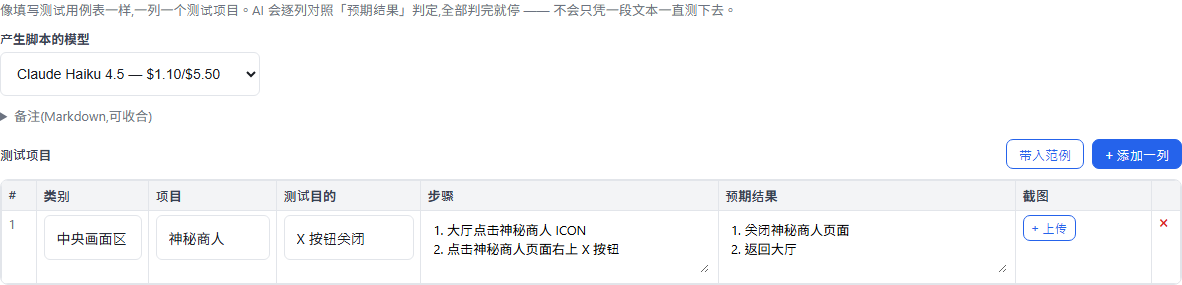 像填写测试用例表一样,一列一个测试项目。AI 会逐列对照「预期结果」判定,全部判完就停 —— 不会只凭一段文本一直测下去。
产生脚本的模型
Claude Haiku 4.5 — $1.10/$5.50
备注(Markdown,可收合)
测试项目
带入范例
+ 添加一列
# 类别 项目 测试目的 步骤 预期结果 截图
1 中央画面区 神秘商人 X 按钮关闭
1. 大厅点击神秘商人 ICON
2. 点击神秘商人页面右上 X 按钮
1. 关闭神秘商人页面
2. 返回大厅
+ 上传
×